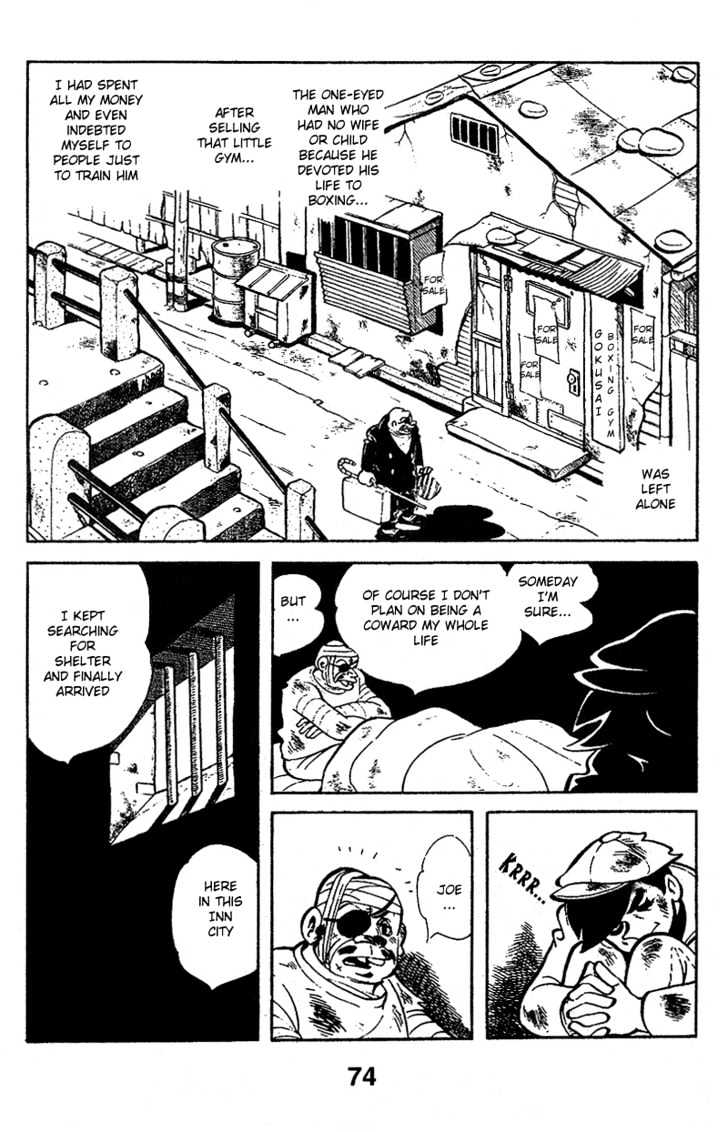 I HAD SPENT
ALL MY MONEY
AND EVEN
INDEBTED
MYSELF TO
PEOPLE JUST
TO TRAIN HIM
AFTER
SELLING
THAT LITTLE
GYM...
THE ONE-EYED
MAN WHO
HAD NO WIFE
OR CHILD
BECAUSE HE
DEVOTED HIS
LIFE TO
BOXING...
FOR
SALE
FOR
SALE
FOR
SALE
GOKUSAI
BOXING GYM
FOR
SALE
WAS
LEFT
ALONE
I KEPT
SEARCHING
FOR
SHELTER
AND FINALLY
ARRIVED
HERE
IN THIS
INN
CITY
BUT
...
OF COURSE I DON'T
PLAN ON BEING A
COWARD MY WHOLE
LIFE
SOMEDAY
I'M
SURE...
JOE
...
KRRR...
74